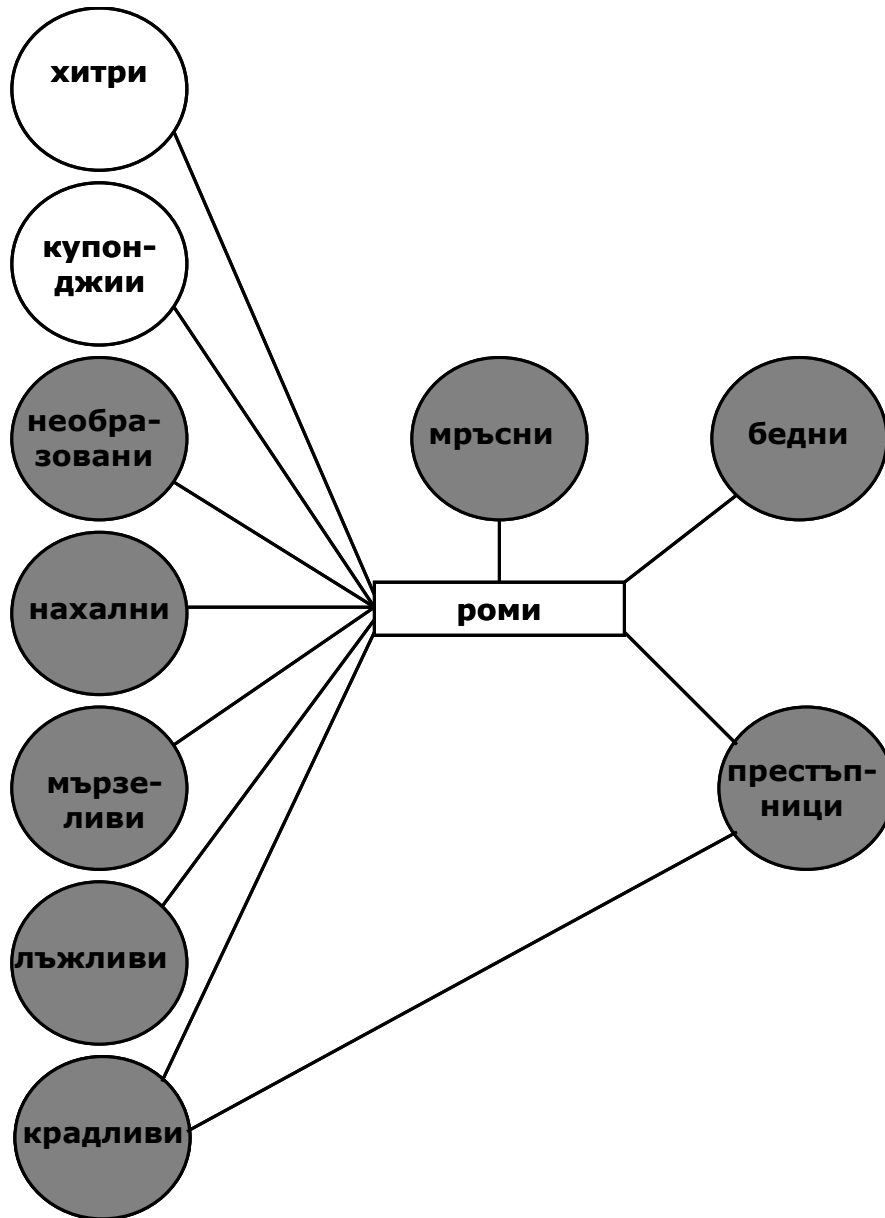 хитри
купон-
джии
необра-
зовани
мръсни
бедни
нахални
роми
мързе-
ливи
престъп-
ници
лъжливи
крадливи